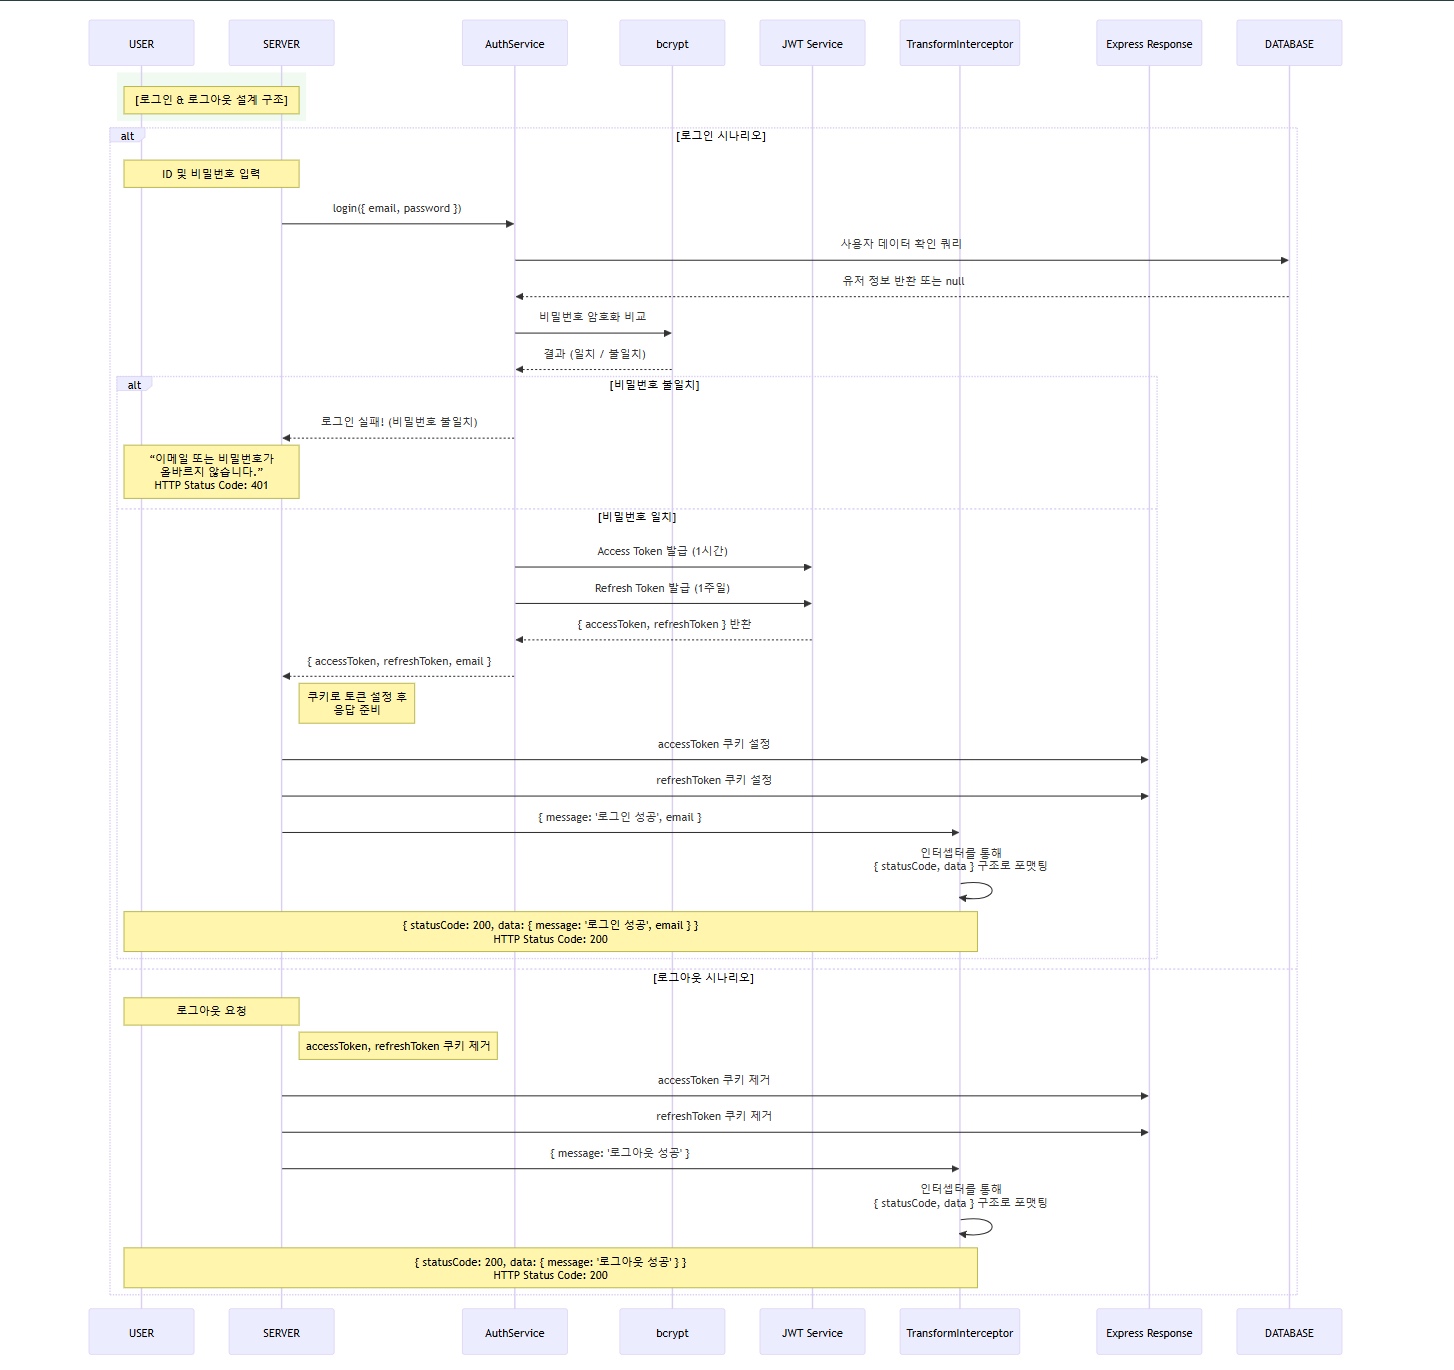 USER
SERVER
AuthService
bcrypt
JWT Service
TransformInterceptor
Express Response
DATABASE
[로그인 & 로그아웃 설계 구조]
alt
[로그인 시나리오]
ID 및 비밀번호 입력
login({ email, password })
사용자 데이터 확인 쿼리
유저 정보 반환 또는 null
비밀번호 암호화 비교
결과 (일치 / 불일치)
alt
[비밀번호 불일치]
로그인 실패! (비밀번호 불일치)
“이메일 또는 비밀번호가
올바르지 않습니다.”
HTTP Status Code: 401
[비밀번호 일치]
Access Token 발급 (1시간)
Refresh Token 발급 (1주일)
{ accessToken, refreshToken } 반환
{ accessToken, refreshToken, email }
쿠키로 토큰 설정 후
응답 준비
accessToken 쿠키 설정
refreshToken 쿠키 설정
{ message: '로그인 성공', email }
인터셉터를 통해
{ statusCode, data } 구조로 포맷팅
{ statusCode: 200, data: { message: '로그인 성공', email } }
HTTP Status Code: 200
[로그아웃 시나리오]
로그아웃 요청
accessToken, refreshToken 쿠키 제거
accessToken 쿠키 제거
refreshToken 쿠키 제거
{ message: '로그아웃 성공' }
인터셉터를 통해
{ statusCode, data } 구조로 포맷팅
{ statusCode: 200, data: { message: '로그아웃 성공' } }
HTTP Status Code: 200
USER
SERVER
AuthService
bcrypt
JWT Service
TransformInterceptor
Express Response
DATABASE